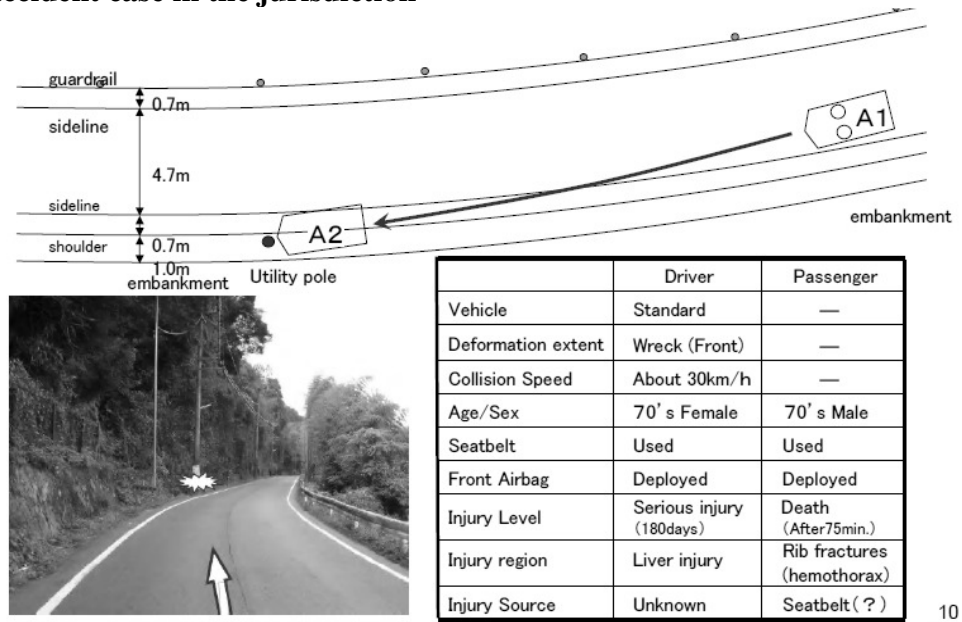 guardrail
0.7m
sideline
4.7m
sideline
shoulder
0.7m
1.0m
embankment
Utility pole
A1
A2
embankment
Driver Passenger
Vehicle Standard —
Deformation extent Wreck (Front) —
Collision Speed About 30km/h —
Age/Sex 70's Female 70's Male
Seatbelt Used Used
Front Airbag Deployed Deployed
Injury Level Serious injury (180days) Death (After75min.)
Injury region Liver injury Rib fractures (hemothorax)
Injury Source Unknown Seatbelt(?)
10